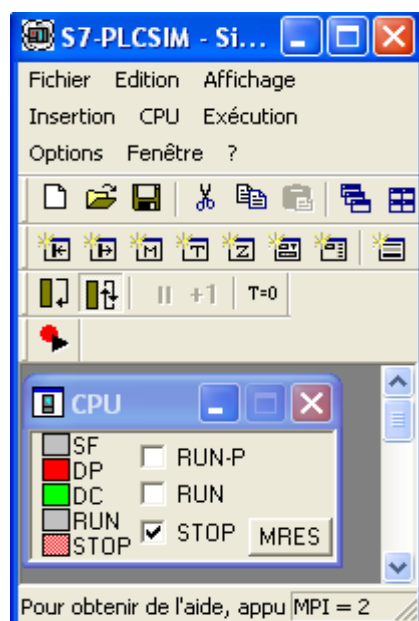 S7-PLCSIM - Si...
Fichier Edition Affichage
Insertion CPU Exécution
Options Fenêtre ?
E A M T Z
+1 T=0
CPU
SF
DP RUN-P
DC RUN
RUN
STOP STOP MRES
Pour obtenir de l'aide, appu MPI = 2